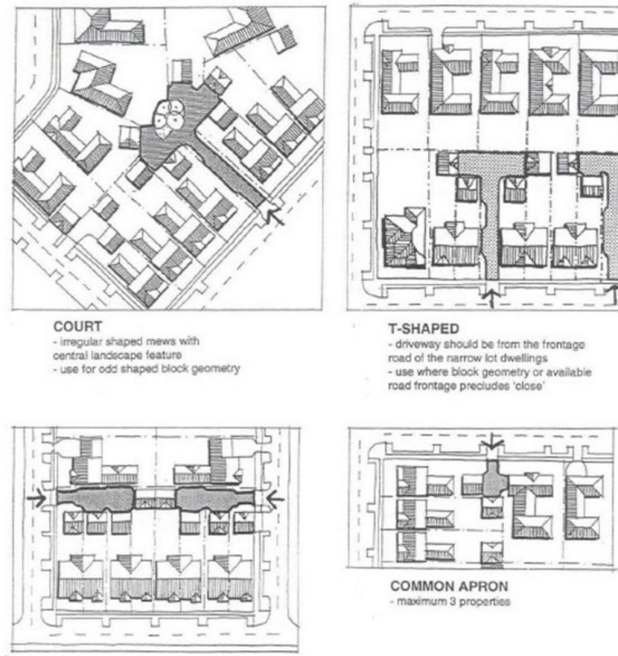 COURT
- irregular shaped mews with
central landscape feature
- use for odd shaped block geometry
T-SHAPED
- driveway should be from the frontage
road of the narrow lot dwellings
- use where block geometry or available
road frontage precludes 'close'
COMMON APRON
- maximum 3 properties